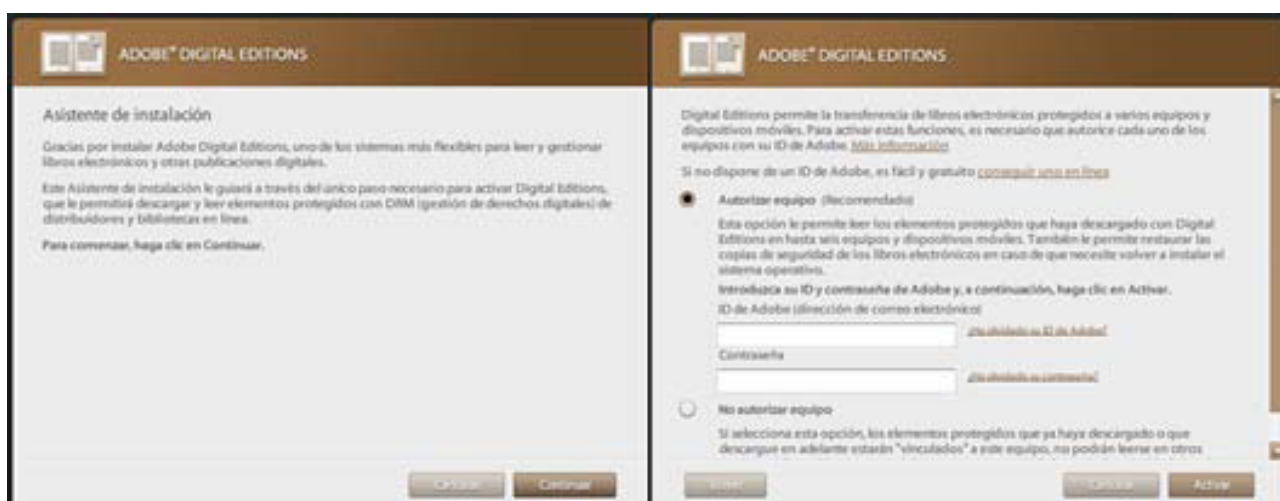 ADOBE® DIGITAL EDITIONS
Asistente de instalación
Gracias por instalar Adobe Digital Editions, uno de los sistemas más flexibles para leer y gestionar
libros electrónicos y otras publicaciones digitales.
Este Asistente de instalación le guiará a través del único paso necesario para activar Digital Editions,
que le permitirá descargar y leer elementos protegidos con DRM (gestión de derechos digitales) de
distribuidores y bibliotecas en línea.
Para comenzar, haga clic en Continuar.
Cancelar Continuar
ADOBE® DIGITAL EDITIONS
Digital Editions permite la transferencia de libros electrónicos protegidos a varios equipos y
dispositivos móviles. Para activar estas funciones, es necesario que autorice cada uno de los
equipos con su ID de Adobe. Más información
Si no dispone de un ID de Adobe, es fácil y gratuito conseguir uno en línea
Autorizar equipo (Recomendado)
Esta opción le permite leer los elementos protegidos que haya descargado con Digital
Editions en hasta seis equipos y dispositivos móviles. También le permite restaurar las
copias de seguridad de los libros electrónicos en caso de que necesite volver a instalar el
sistema operativo.
Introduzca su ID y contraseña de Adobe y, a continuación, haga clic en Activar.
ID de Adobe (dirección de correo electrónico)
¿Ha olvidado su ID de Adobe?
Contraseña
¿Ha olvidado su contraseña?
No autorizar equipo
Si selecciona esta opción, los elementos protegidos que ya haya descargado o que
descargue en adelante estarán "vinculados" a este equipo, no podrán leerse en otros
Cancelar Activar